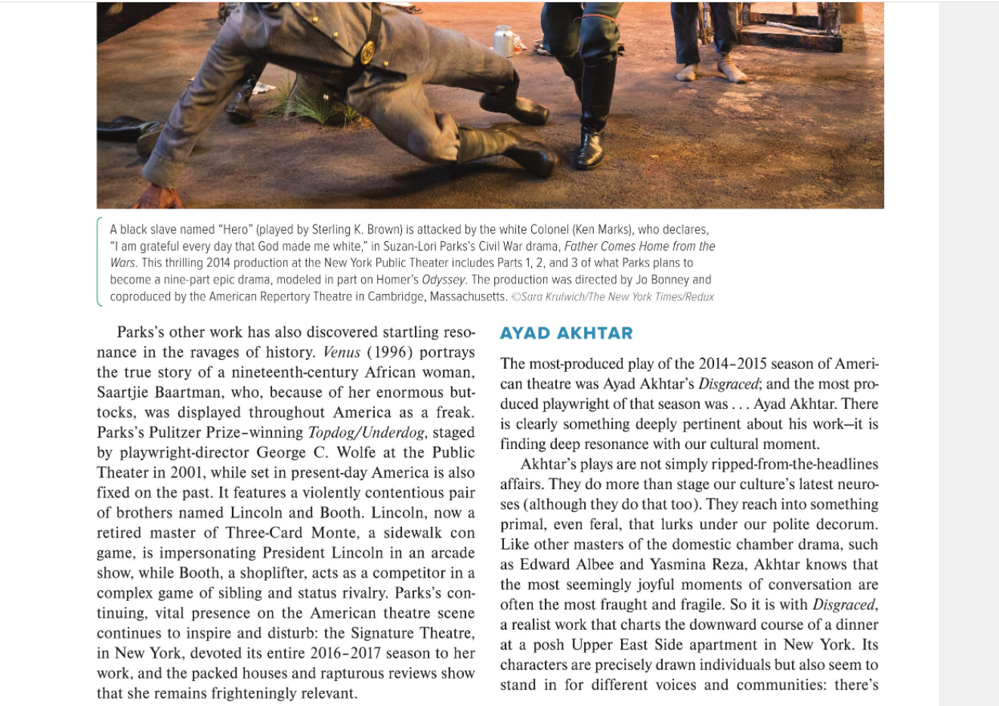 A black slave named “Hero” (played by Sterling K. Brown) is attacked by the white Colonel (Ken Marks), who declares,
“I am grateful every day that God made me white,” in Suzan-Lori Parks’s Civil War drama, Father Comes Home from the
Wars. This thrilling 2014 production at the New York Public Theater includes Parts 1, 2, and 3 of what Parks plans to
become a nine-part epic drama, modeled in part on Homer’s Odyssey. The production was directed by Jo Bonney and
coproduced by the American Repertory Theatre in Cambridge, Massachusetts. ©Sara Krulwich/The New York Times/Redux
Parks’s other work has also discovered startling reso-
nance in the ravages of history. Venus (1996) portrays
the true story of a nineteenth-century African woman,
Saartjie Baartman, who, because of her enormous but-
tocks, was displayed throughout America as a freak.
Parks’s Pulitzer Prize–winning Topdog/Underdog, staged
by playwright-director George C. Wolfe at the Public
Theater in 2001, while set in present-day America is also
fixed on the past. It features a violently contentious pair
of brothers named Lincoln and Booth. Lincoln, now a
retired master of Three-Card Monte, a sidewalk con
game, is impersonating President Lincoln in an arcade
show, while Booth, a shoplifter, acts as a competitor in a
complex game of sibling and status rivalry. Parks’s con-
tinuing, vital presence on the American theatre scene
continues to inspire and disturb: the Signature Theatre,
in New York, devoted its entire 2016–2017 season to her
work, and the packed houses and rapturous reviews show
that she remains frighteningly relevant.
AYAD AKHTAR
The most-produced play of the 2014–2015 season of Ameri-
can theatre was Ayad Akhtar’s Disgraced; and the most pro-
duced playwright of that season was . . . Ayad Akhtar. There
is clearly something deeply pertinent about his work—it is
finding deep resonance with our cultural moment.
Akhtar’s plays are not simply ripped-from-the-headlines
affairs. They do more than stage our culture’s latest neuro-
ses (although they do that too). They reach into something
primal, even feral, that lurks under our polite decorum.
Like other masters of the domestic chamber drama, such
as Edward Albee and Yasmina Reza, Akhtar knows that
the most seemingly joyful moments of conversation are
often the most fraught and fragile. So it is with Disgraced,
a realist work that charts the downward course of a dinner
at a posh Upper East Side apartment in New York. Its
characters are precisely drawn individuals but also seem to
stand in for different voices and communities: there’s